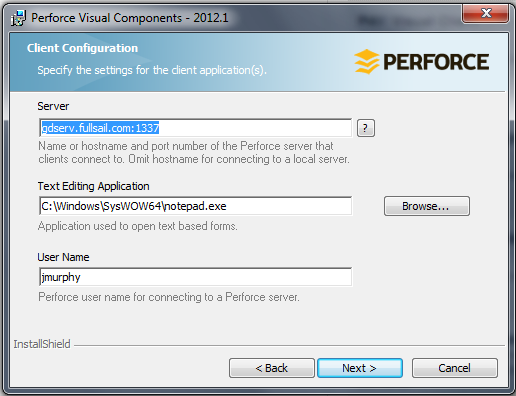 Perforce Visual Components - 2012.1
Client Configuration
Specify the settings for the client application(s).
PERFORCE
Server
gdserv.fullsail.com:1337
?
Name or hostname and port number of the Perforce server that
clients connect to. Omit hostname for connecting to a local server.
Text Editing Application
C:\Windows\SysWOW64\notepad.exe
Browse...
Application used to open text based forms.
User Name
jmurphy
Perforce user name for connecting to a Perforce server.
InstallShield
< Back
Next >
Cancel